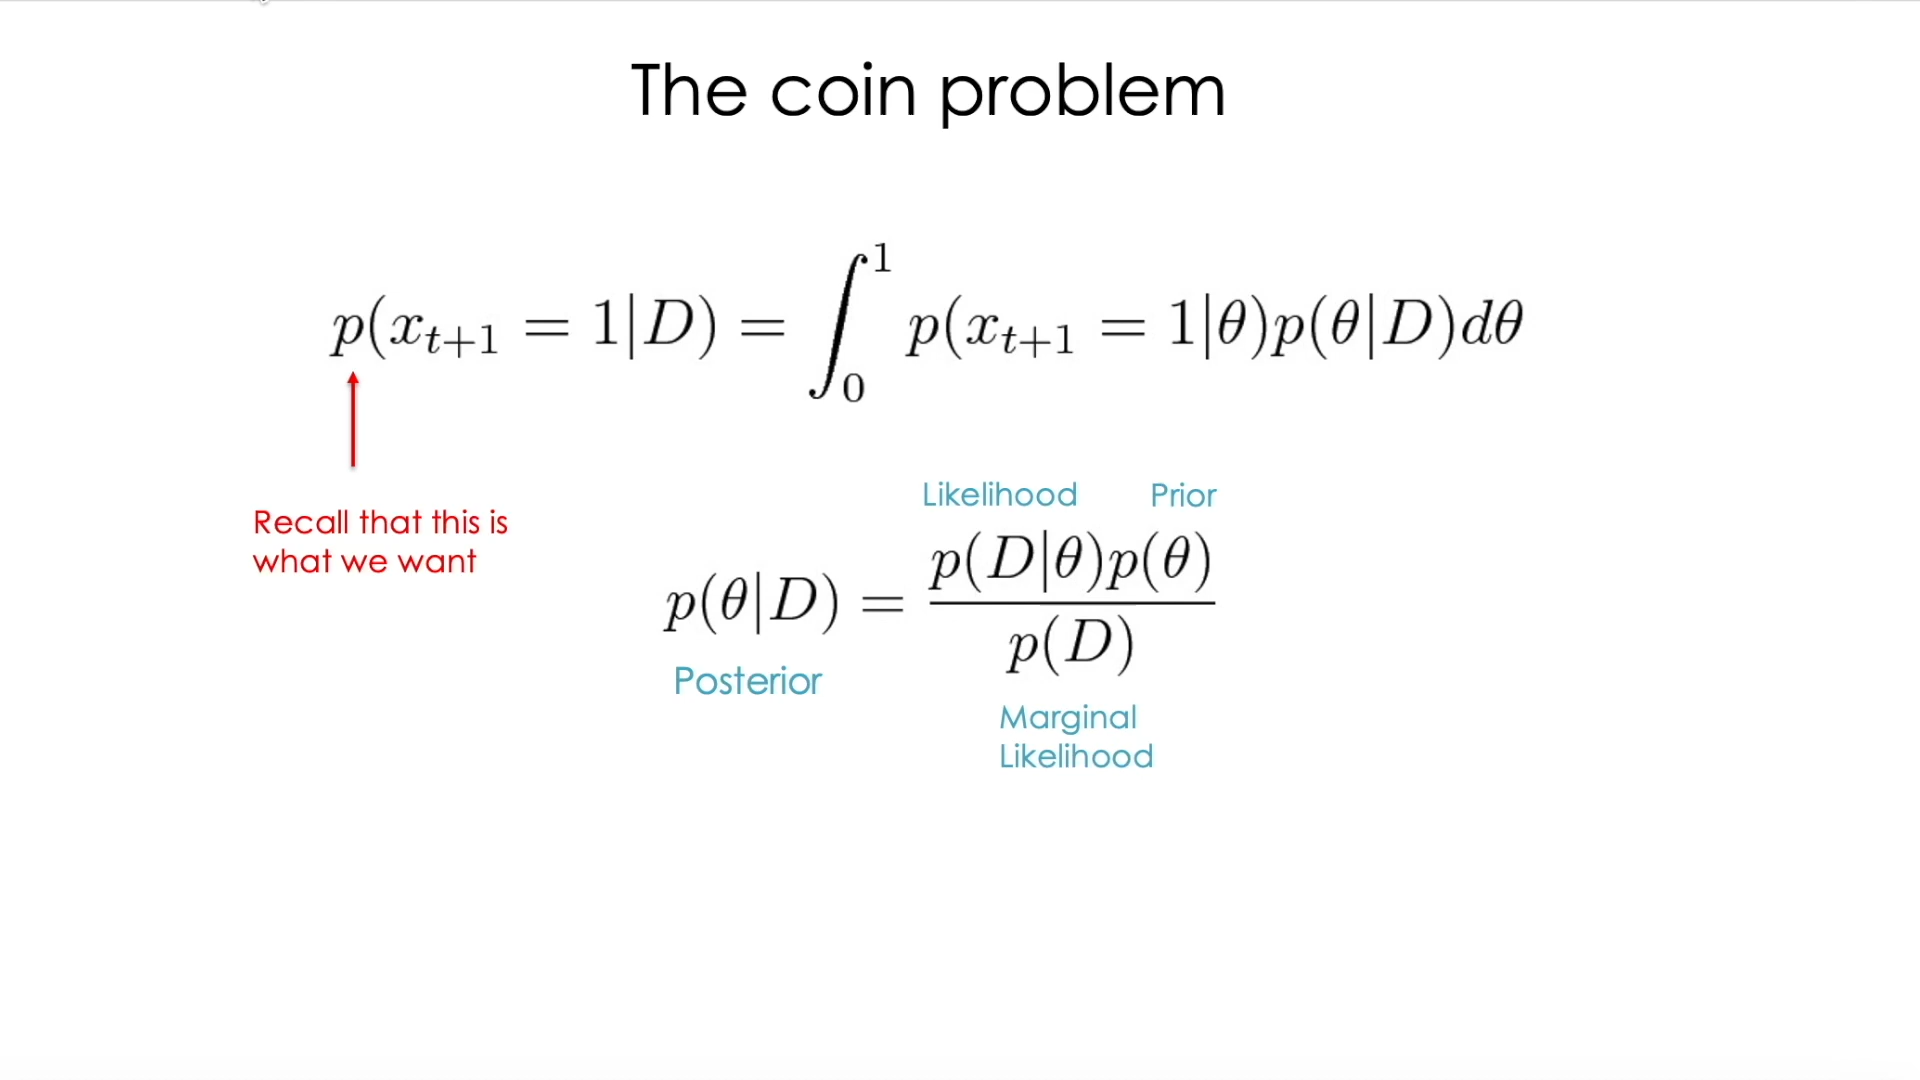 The coin problem
p(x_{t+1} = 1|D) = ∫_0^1 p(x_{t+1} = 1|θ)p(θ|D)dθ
Recall that this is
what we want
Likelihood Prior
p(θ|D) = \frac{p(D|θ)p(θ)}{p(D)}
Posterior
Marginal
Likelihood